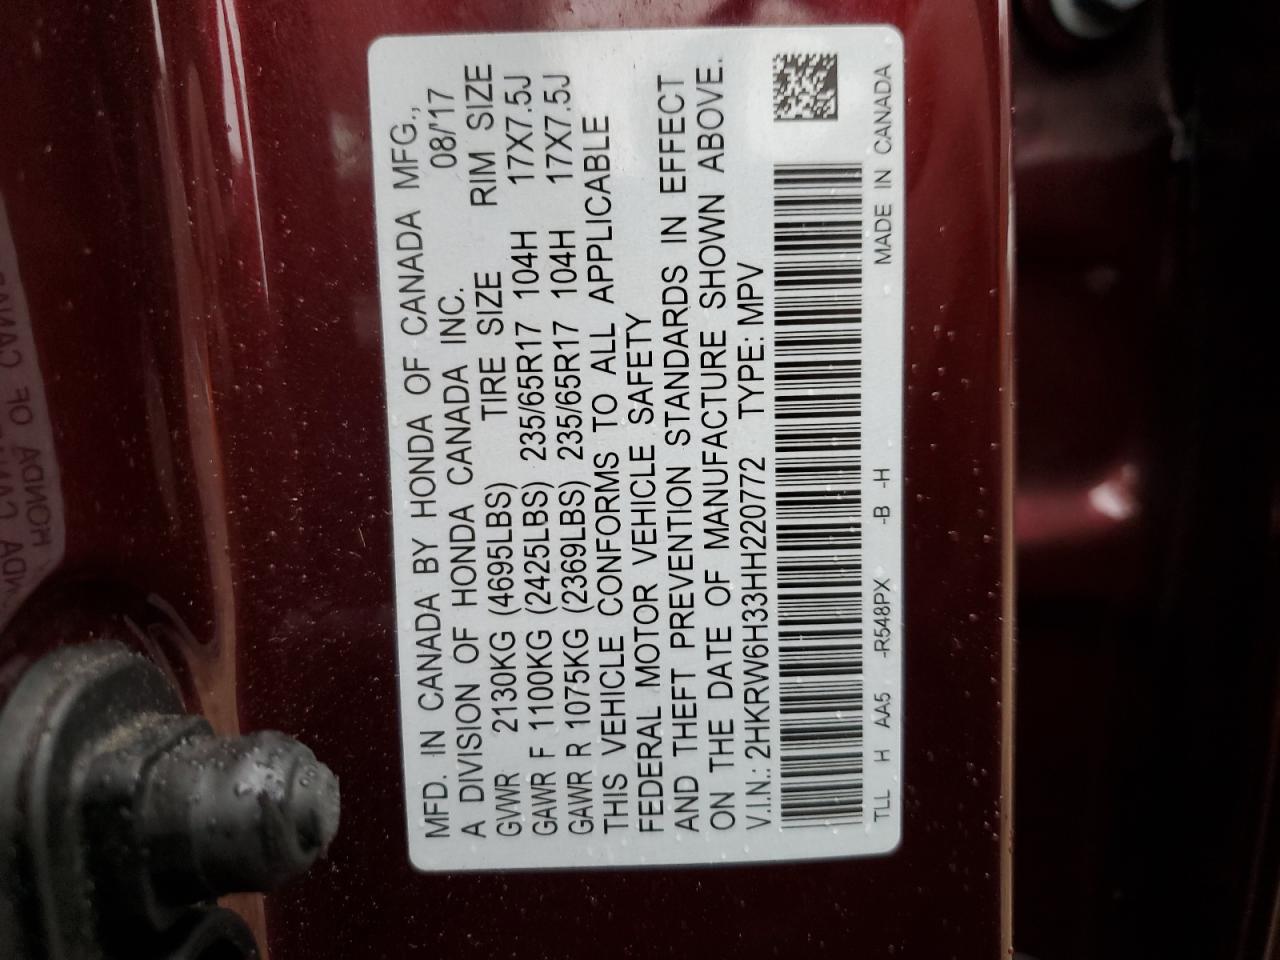 MFD. IN CANADA BY HONDA OF CANADA MFG.,
A DIVISION OF HONDA CANADA INC. 08/'17
GVWR 2130KG (4695LBS) TIRE SIZE RIM SIZE
GAWR F 1100KG (2425LBS) 235/65R17 104H 17X7.5J
GAWR R 1075KG (2369LBS) 235/65R17 104H 17X7.5J
THIS VEHICLE CONFORMS TO ALL APPLICABLE
FEDERAL MOTOR VEHICLE SAFETY
AND THEFT PREVENTION STANDARDS IN EFFECT
ON THE DATE OF MANUFACTURE SHOWN ABOVE.
V.I.N.: 2HKRW6H33HH220772 TYPE: MPV
TLL H AA5 -R548PX -B -H MADE IN CANADA